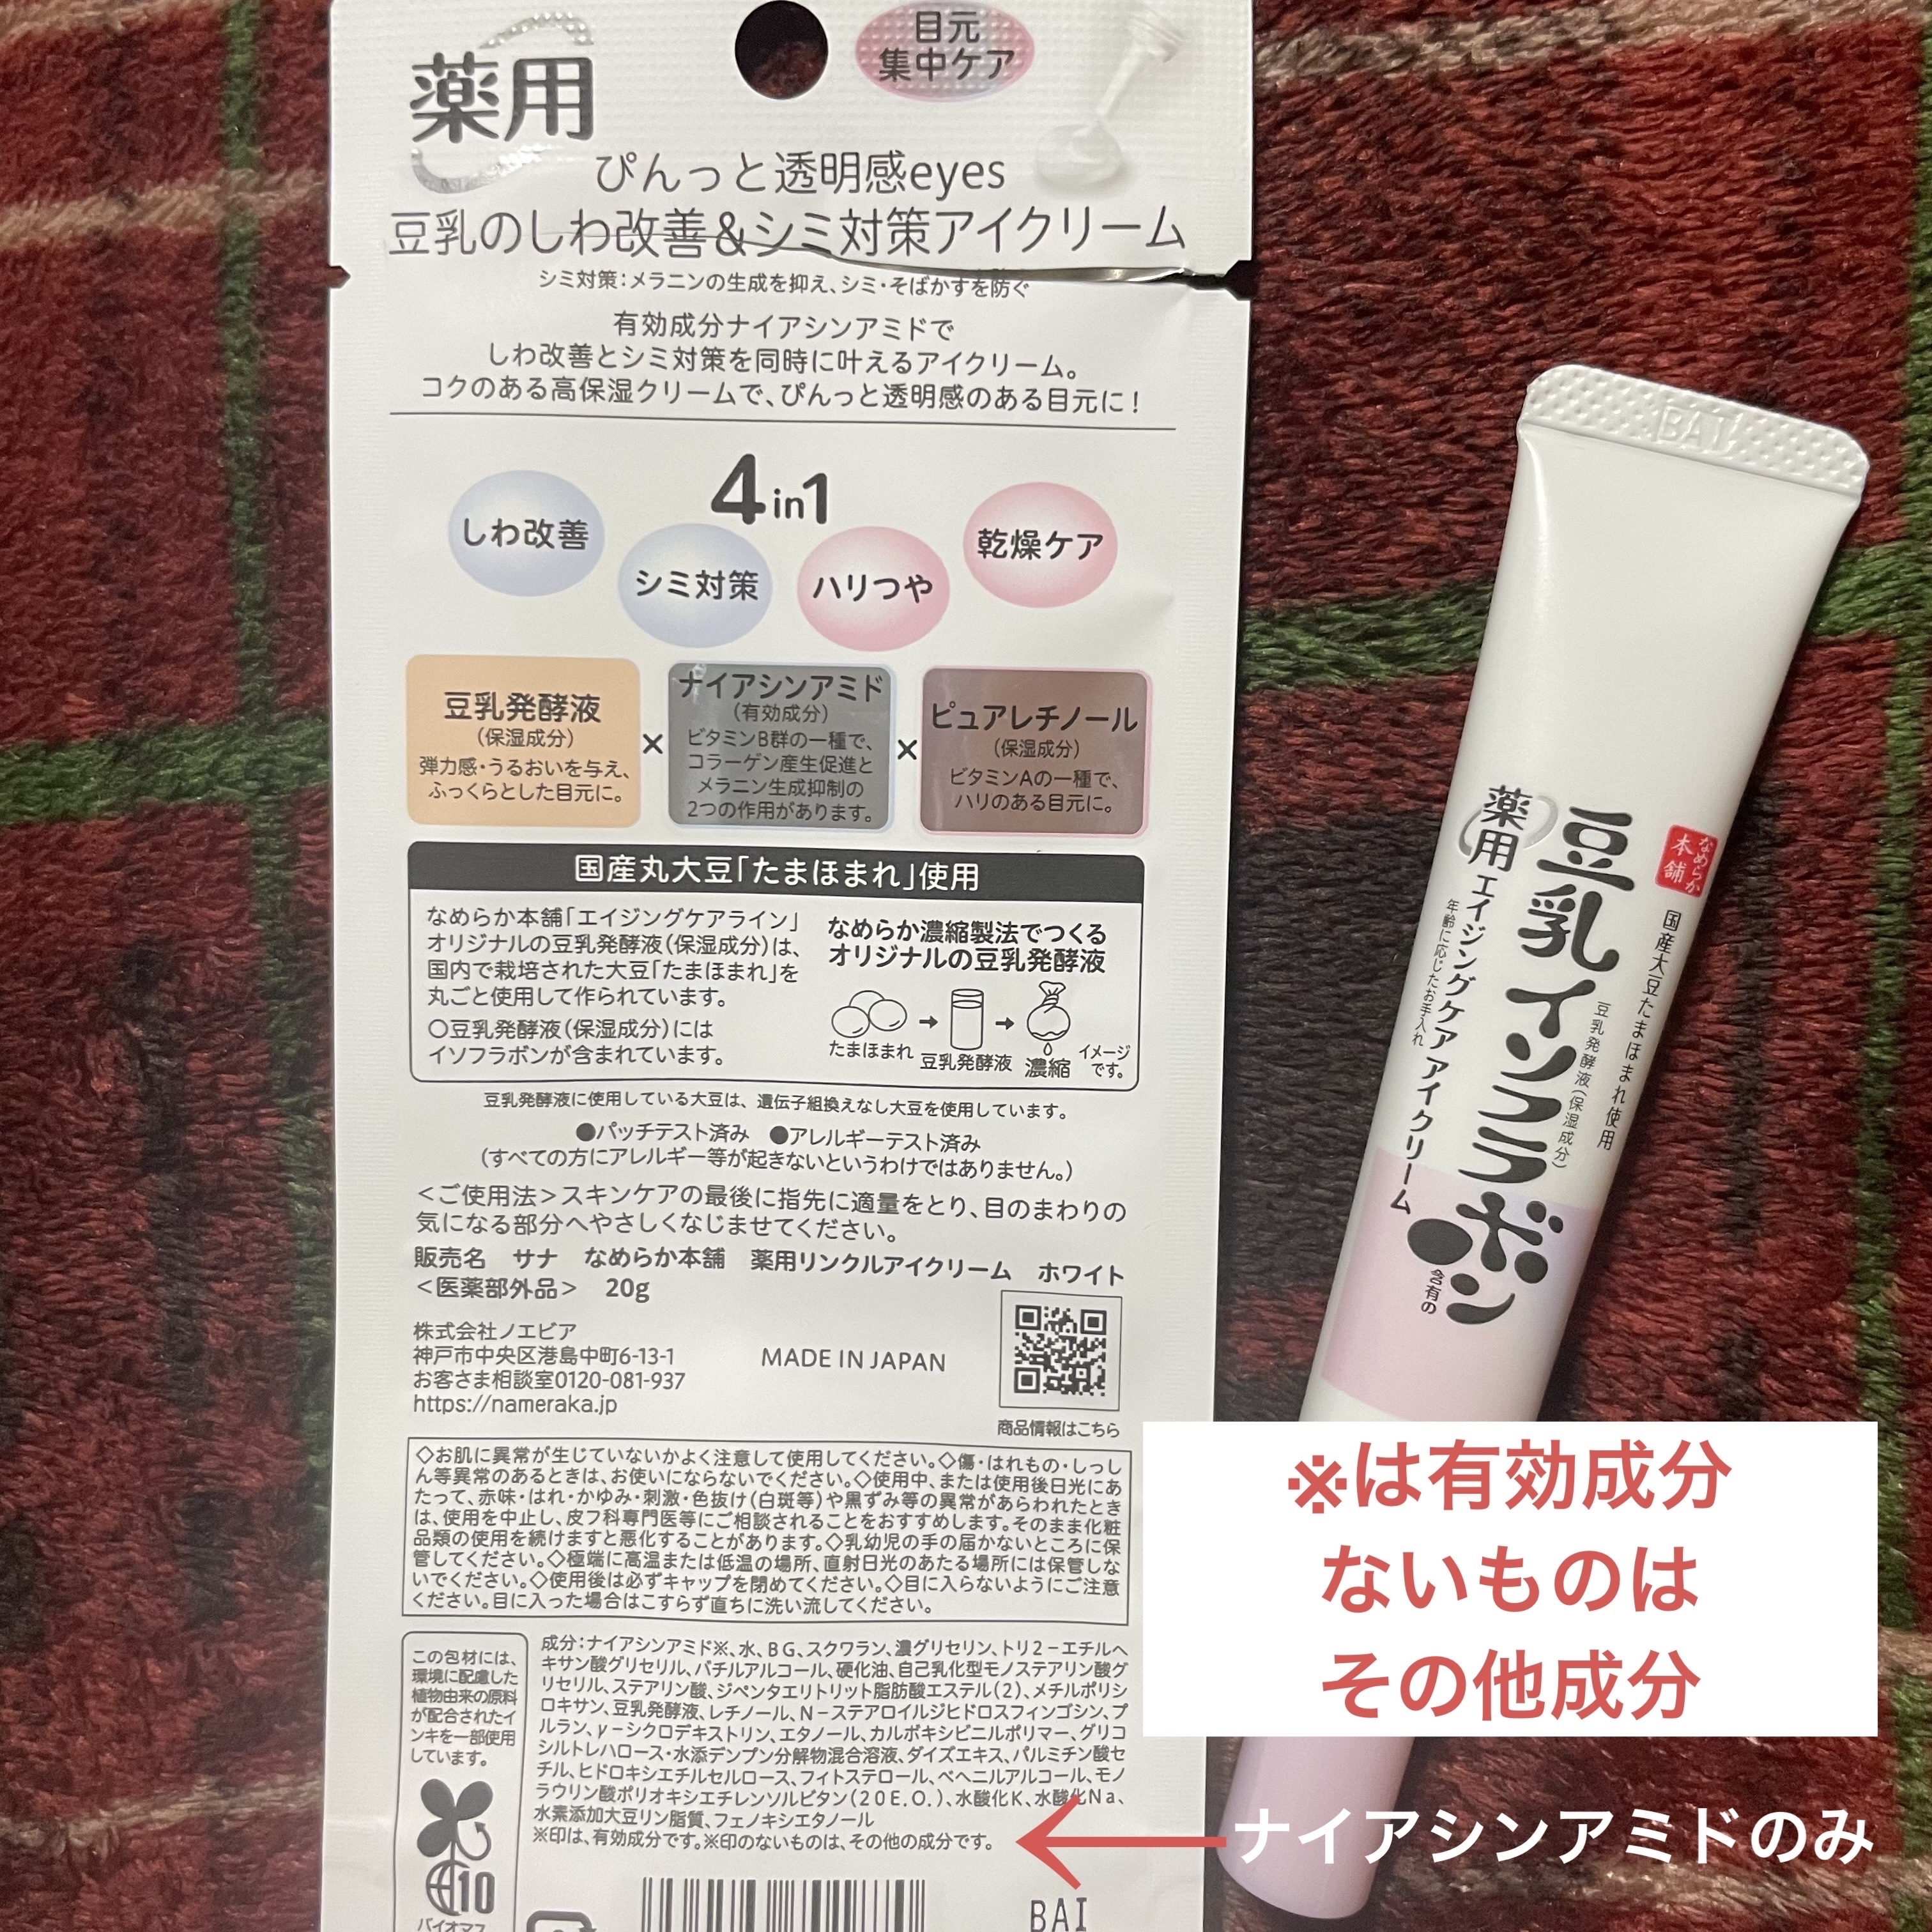 薬用
目元
集中ケア
ぴんっと透明感eyes
豆乳のしわ改善＆シミ対策アイクリーム
シミ対策：メラニンの生成を抑え、シミ・そばかすを防ぐ
有効成分ナイアシンアミドで
しわ改善とシミ対策を同時に叶えるアイクリーム。
コクのある高保湿クリームで、ぴんっと透明感のある目元に！
4in1
しわ改善
シミ対策
ハリつや
乾燥ケア
豆乳発酵液
（保湿成分）
弾力感・うるおいを与え、
ふっくらとした目元に。
×
ナイアシンアミド
（有効成分）
ビタミンB群の一種で、
コラーゲン産生促進と
メラニン生成抑制の
2つの作用があります。
×
ピュアレチノール
（保湿成分）
ビタミンAの一種で、
ハリのある目元に。
国産丸大豆「たまほまれ」使用
なめらか本舗「エイジングケアライン」
オリジナルの豆乳発酵液（保湿成分）は、
国内で栽培された大豆「たまほまれ」を
丸ごと使用して作られています。
○豆乳発酵液（保湿成分）には
イソフラボンが含まれています。
なめらか濃縮製法でつくる
オリジナルの豆乳発酵液
たまほまれ
豆乳発酵液
濃縮
イメージ
です。
豆乳発酵液に使用している大豆は、遺伝子組換えなし大豆を使用しています。
●パッチテスト済み ●アレルギーテスト済み
（すべての方にアレルギー等が起きないというわけではありません。）
＜ご使用法＞スキンケアの最後に指先に適量をとり、目のまわりの
気になる部分へやさしくなじませてください。
販売名 サナ なめらか本舗 薬用リンクルアイクリーム ホワイト
＜医薬部外品＞ 20g
株式会社ノエビア
神戸市中央区港島中町6-13-1
お客さま相談室0120-081-937
https://nameraka.jp
MADE IN JAPAN
商品情報はこちら
◇お肌に異常が生じていないかよく注意して使用してください。◇傷・はれもの・しっし
ん等異常のあるときは、お使いにならないでください。◇使用中、または使用後日光にあ
たって、赤味・はれ・かゆみ・刺激・色抜け（白斑等）や黒ずみ等の異常があらわれたとき
は、使用を中止し、皮フ科専門医等にご相談されることをおすすめします。そのまま化粧
品類の使用を続けますと悪化することがあります。◇乳幼児の手の届かないところに保
管してください。◇極端に高温または低温の場所、直射日光のあたる場所には保管しな
いでください。◇使用後は必ずキャップを閉めてください。◇目に入らないようにご注意
ください。目に入った場合はこすらず直ちに洗い流してください。
この包材には、
環境に配慮した
植物由来の原料
が配合されたイ
ンキを一部使用
しています。
10
バイオマス
成分：ナイアシンアミド※、水、BG、スクワラン、濃グリセリン、トリ2－エチルヘ
キサン酸グリセリル、バチルアルコール、硬化油、自己乳化型モノステアリン酸グ
リセリル、ステアリン酸、ジペンタエリトリット脂肪酸エステル（2）、メチルポリシ
ロキサン、豆乳発酵液、レチノール、N－ステアロイルジヒドロスフィンゴシン、プ
ルラン、γ－シクロデキストリン、エタノール、カルボキシビニルポリマー、グリコ
シルトレハロース・水添デンプン分解物混合溶液、ダイズエキス、パルミチン酸セ
チル、ヒドロキシエチルセルロース、フィトステロール、ベヘニルアルコール、モノ
ラウリン酸ポリオキシエチレンソルビタン（20E.O.）、水酸化K、水酸化Na、
水素添加大豆リン脂質、フェノキシエタノール
※印は、有効成分です。※印のないものは、その他の成分です。
BAI
BAI
なめらか
本舗
国産大豆たまほまれ使用
豆乳発酵液（保湿成分）
豆乳イソフラボン
含有の
薬用
エイジングケア アイクリーム
年齢に応じたお手入れ
※は有効成分
ないものは
その他成分
ナイアシンアミドのみ